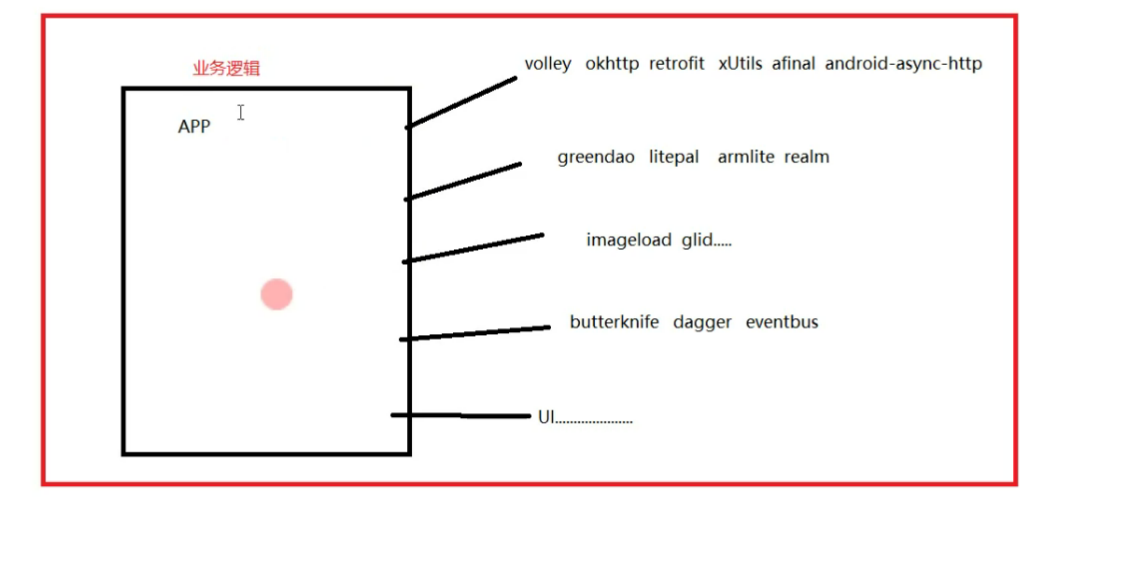 业务逻辑
volley okhttp retrofit xUtils afinal android-async-http
APP
greendao litepal armlite realm
imageload glid.....
butterknife dagger eventbus
UI.....................